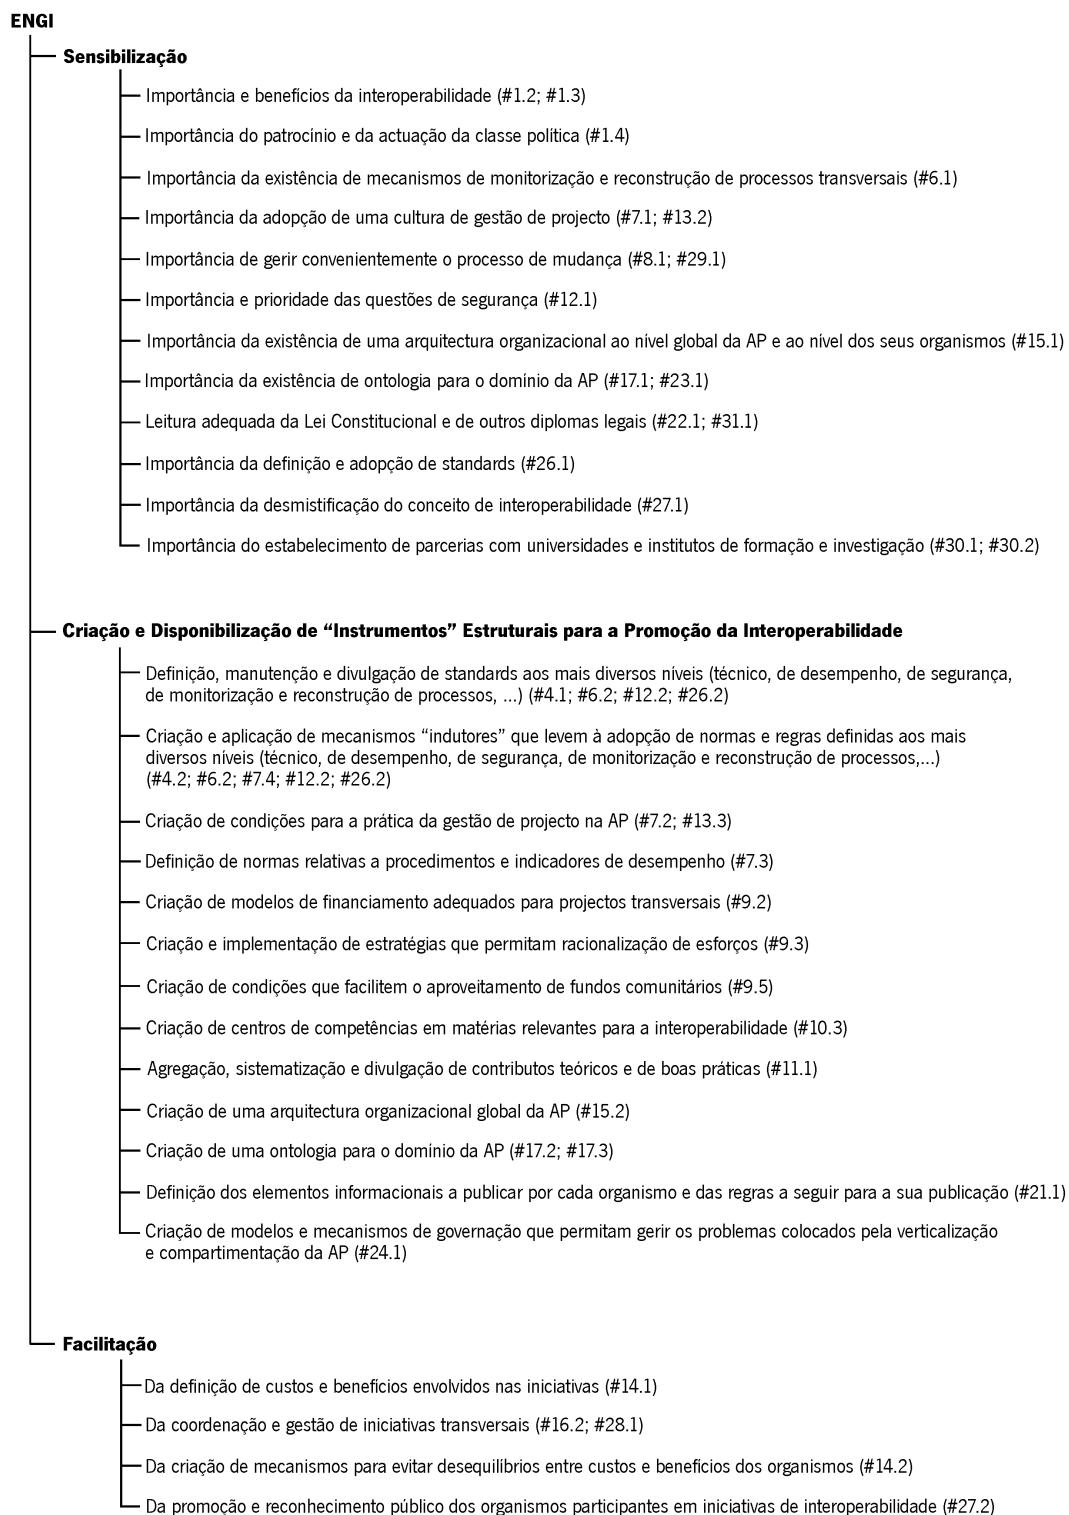 ENGI
Sensibilização
Importância e benefícios da interoperabilidade (#1.2; #1.3)
Importância do patrocínio e da actuação da classe política (#1.4)
Importância da existência de mecanismos de monitorização e reconstrução de processos transversais (#6.1)
Importância da adopção de uma cultura de gestão de projecto (#7.1; #13.2)
Importância de gerir convenientemente o processo de mudança (#8.1; #29.1)
Importância e prioridade das questões de segurança (#12.1)
Importância da existência de uma arquitectura organizacional ao nível global da AP e ao nível dos seus organismos (#15.1)
Importância da existência de ontologia para o domínio da AP (#17.1; #23.1)
Leitura adequada da Lei Constitucional e de outros diplomas legais (#22.1; #31.1)
Importância da definição e adopção de standards (#26.1)
Importância da desmistificação do conceito de interoperabilidade (#27.1)
Importância do estabelecimento de parcerias com universidades e institutos de formação e investigação (#30.1; #30.2)
Criação e Disponibilização de “Instrumentos” Estruturais para a Promoção da Interoperabilidade
Definição, manutenção e divulgação de standards aos mais diversos níveis (técnico, de desempenho, de segurança,
de monitorização e reconstrução de processos, ...) (#4.1; #6.2; #12.2; #26.2)
Criação e aplicação de mecanismos “indutores” que levem à adopção de normas e regras definidas aos mais
diversos níveis (técnico, de desempenho, de segurança, de monitorização e reconstrução de processos,...)
(#4.2; #6.2; #7.4; #12.2; #26.2)
Criação de condições para a prática da gestão de projecto na AP (#7.2; #13.3)
Definição de normas relativas a procedimentos e indicadores de desempenho (#7.3)
Criação de modelos de financiamento adequados para projectos transversais (#9.2)
Criação e implementação de estratégias que permitam racionalização de esforços (#9.3)
Criação de condições que facilitem o aproveitamento de fundos comunitários (#9.5)
Criação de centros de competências em matérias relevantes para a interoperabilidade (#10.3)
Agregação, sistematização e divulgação de contributos teóricos e de boas práticas (#11.1)
Criação de uma arquitectura organizacional global da AP (#15.2)
Criação de uma ontologia para o domínio da AP (#17.2; #17.3)
Definição dos elementos informacionais a publicar por cada organismo e das regras a seguir para a sua publicação (#21.1)
Criação de modelos e mecanismos de governação que permitam gerir os problemas colocados pela verticalização
e compartimentação da AP (#24.1)
Facilitação
Da definição de custos e benefícios envolvidos nas iniciativas (#14.1)
Da coordenação e gestão de iniciativas transversais (#16.2; #28.1)
Da criação de mecanismos para evitar desequilíbrios entre custos e benefícios dos organismos (#14.2)
Da promoção e reconhecimento público dos organismos participantes em iniciativas de interoperabilidade (#27.2)